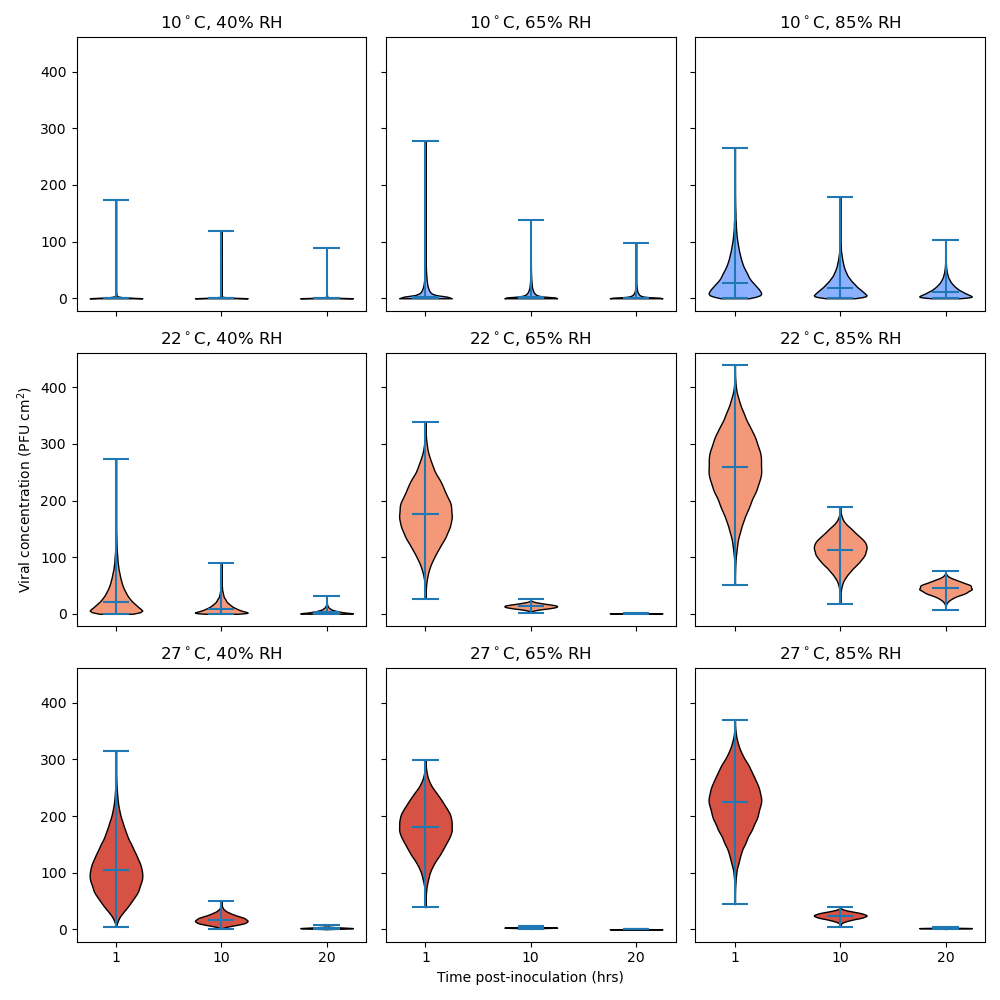 10°C, 40% RH
10°C, 65% RH
10°C, 85% RH
400
300
200
100
0
22°C, 40% RH
22°C, 65% RH
22°C, 85% RH
400
300
200
100
0
Viral concentration (PFU cm²)
27°C, 40% RH
27°C, 65% RH
27°C, 85% RH
400
300
200
100
0
1 10 20
1 10 20
1 10 20
Time post-inoculation (hrs)